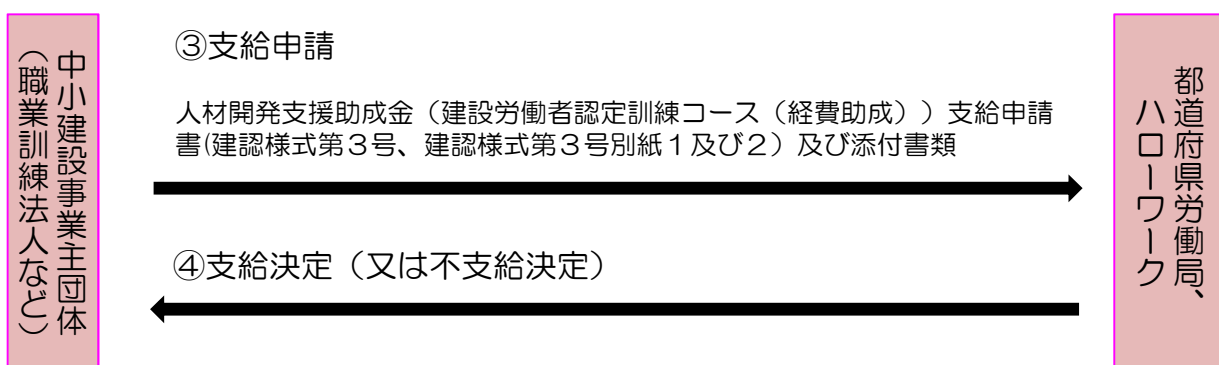 中小建設事業主団体
（職業訓練法人など）
③支給申請
人材開発支援助成金（建設労働者認定訓練コース（経費助成））支給申請
書(建認様式第３号、建認様式第３号別紙１及び２）及び添付書類
④支給決定（又は不支給決定）
都道府県労働局、
ハローワーク